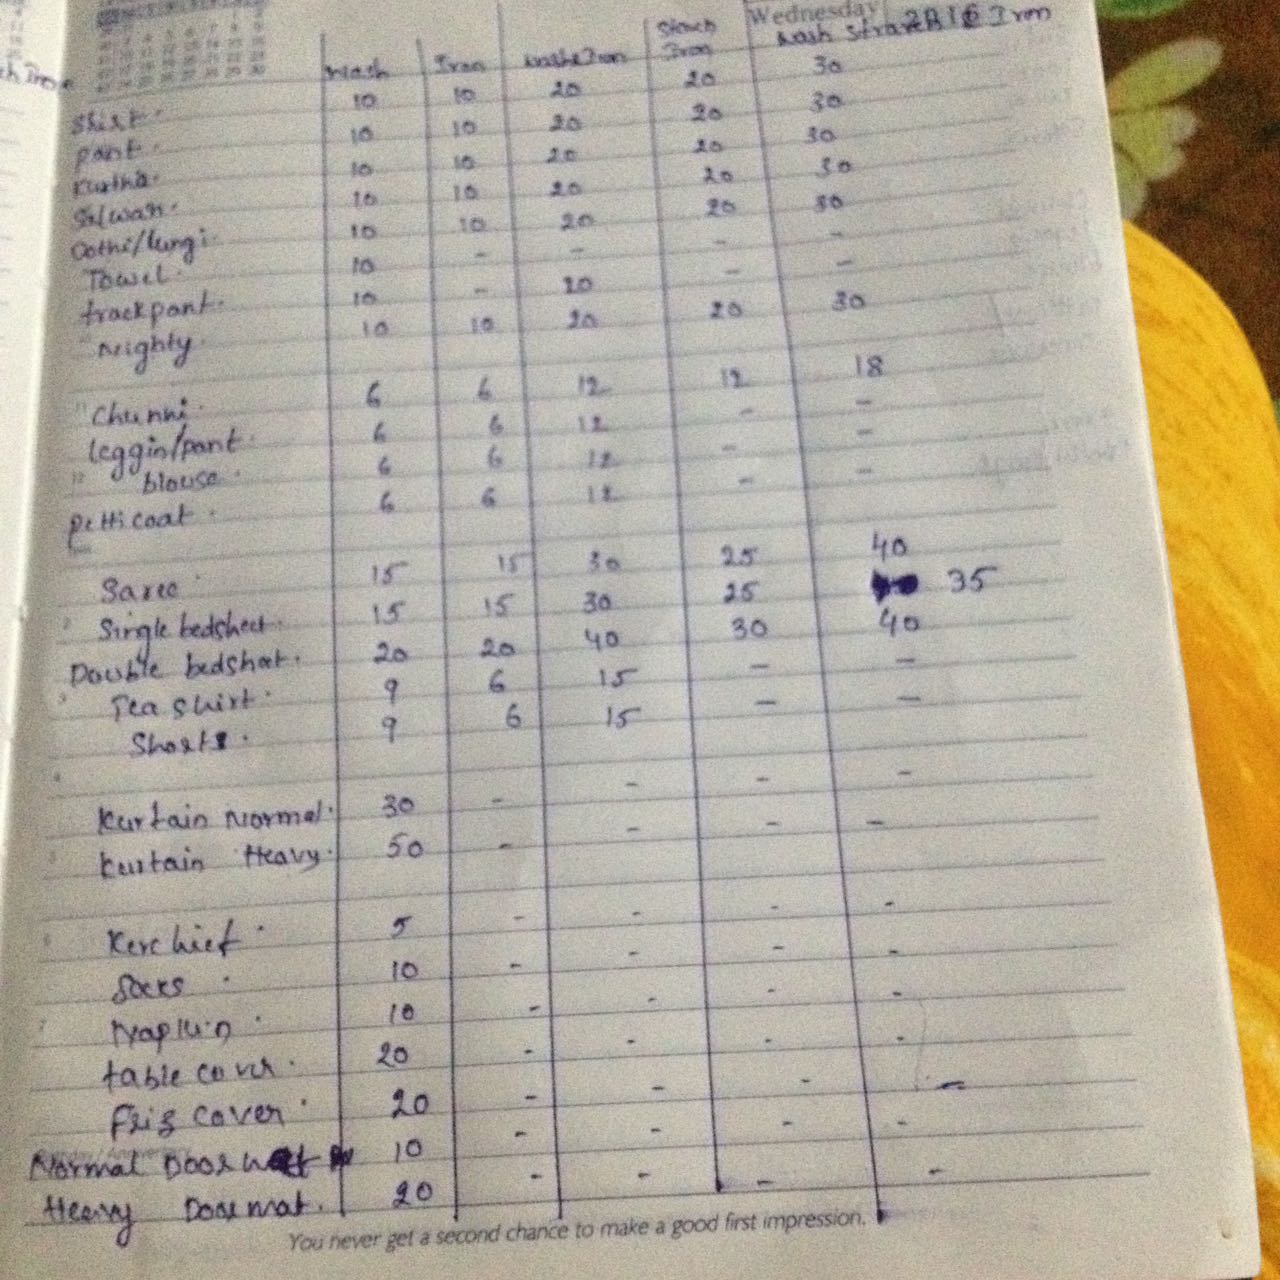 Wednesday
Wash Iron Wash&Iron Starch Iron wash starch Iron
Shirt. 10 10 20 20 30
pant. 10 10 20 20 30
Kurtha. 10 10 20 20 30
Salwar. 10 10 20 20 30
Dothi/lungi. 10 10 20 20 30
Towel. 10 - - - -
trackpant. 10 - 20 - -
Nighty. 10 10 20 20 30
Chunni. 6 6 12 12 18
leggin/pant. 6 6 12 - -
blouse. 6 6 12 - -
petticoat. 6 6 12 - -
Saree 15 15 30 25 40
Single bedsheet. 15 15 30 25 35
Double bedshat. 20 20 40 30 40
Tea shirt. 9 6 15 - -
Shorts. 9 6 15 - -
Kurtain Normal. 30 - - - -
Kurtain Heavy. 50 - - - -
Kerchief. 5 - - - -
Socks. 10 - - - -
Napkin. 10 - - - -
table cover. 20 - - - -
frig cover. 20 - - - -
Normal Door 10 - - - -
Heavy Doormat. 20 - - - -
You never get a second chance to make a good first impression.